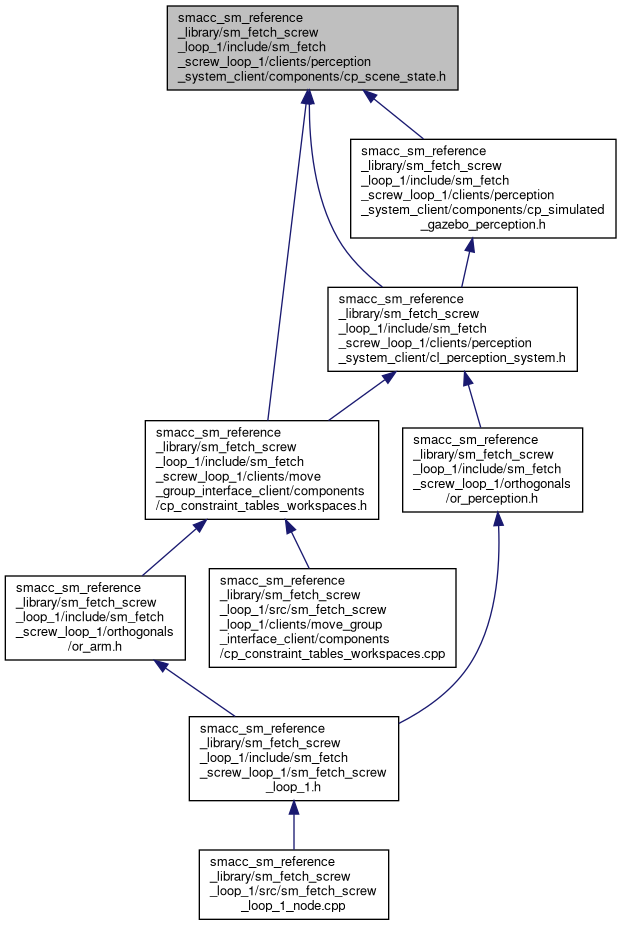 smacc_sm_reference
_library/sm_fetch_screw
_loop_1/include/sm_fetch
_screw_loop_1/clients/perception
_system_client/components/cp_scene_state.h
smacc_sm_reference
_library/sm_fetch_screw
_loop_1/include/sm_fetch
_screw_loop_1/clients/perception
_system_client/components/cp_simulated
_gazebo_perception.h
smacc_sm_reference
_library/sm_fetch_screw
_loop_1/include/sm_fetch
_screw_loop_1/clients/perception
_system_client/cl_perception_system.h
smacc_sm_reference
_library/sm_fetch_screw
_loop_1/include/sm_fetch
_screw_loop_1/clients/move
_group_interface_client/components
/cp_constraint_tables_workspaces.h
smacc_sm_reference
_library/sm_fetch_screw
_loop_1/include/sm_fetch
_screw_loop_1/orthogonals
/or_perception.h
smacc_sm_reference
_library/sm_fetch_screw
_loop_1/include/sm_fetch
_screw_loop_1/orthogonals
/or_arm.h
smacc_sm_reference
_library/sm_fetch_screw
_loop_1/src/sm_fetch_screw
_loop_1/clients/move_group
_interface_client/components
/cp_constraint_tables_workspaces.cpp
smacc_sm_reference
_library/sm_fetch_screw
_loop_1/include/sm_fetch
_screw_loop_1/sm_fetch_screw
_loop_1.h
smacc_sm_reference
_library/sm_fetch_screw
_loop_1/src/sm_fetch_screw
_loop_1_node.cpp